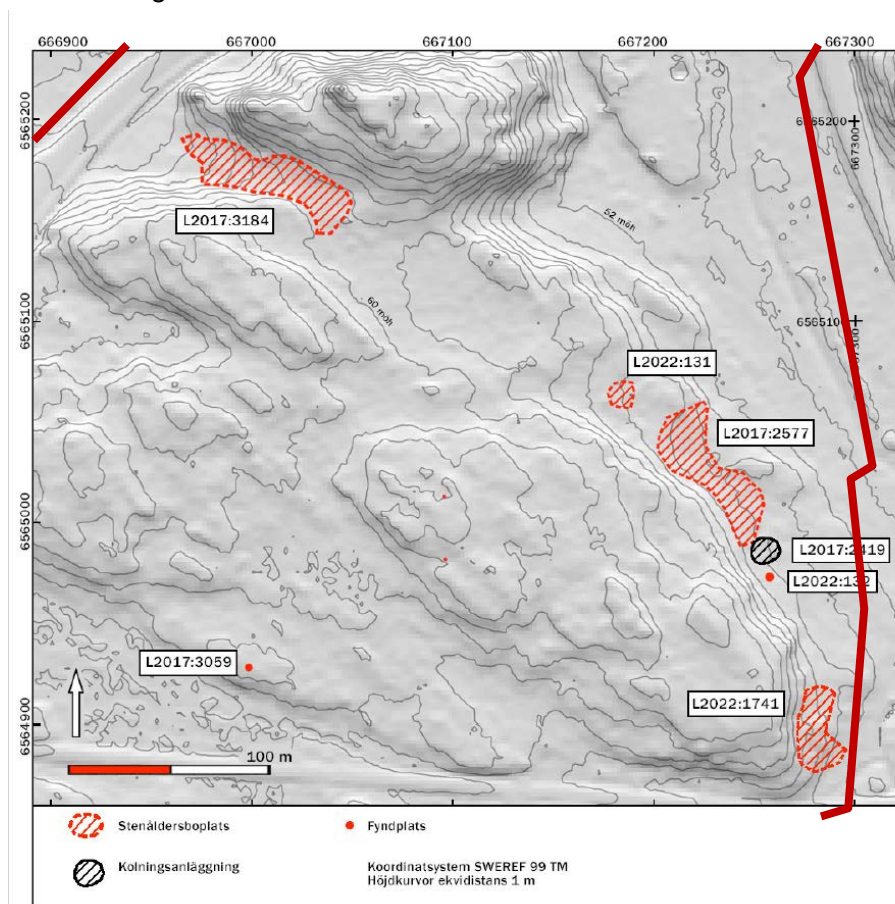 666900
667000
667100
667200
667300
6565200
6565200
667300
L2017:3184
52 möh
60 möh
6565100
6565100
667300
L2022:131
L2017:2577
6565000
L2017:2419
L2022:132
L2017:3059
L2022:1741
6564900
100 m
Stenåldersboplats
Fyndplats
Kolningsanläggning
Koordinatsystem SWEREF 99 TM
Höjdkurvor ekvidistans 1 m